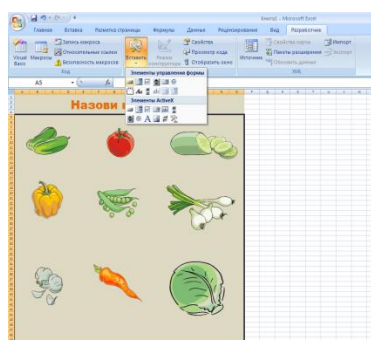 Книга1 - Microsoft Excel
Главная Вставка Разметка страницы Формулы Данные Рецензирование Вид Разработчик
Visual Basic
Макросы
Запись макроса
Относительные ссылки
Безопасность макросов
Код
Вставить
Режим конструктора
Свойства
Просмотр кода
Отобразить окно
Источник
Свойства карты
Пакеты расширения
Обновить данные
Импорт
Экспорт
XML
Элементы управления формы
Элементы ActiveX
A5
Назови